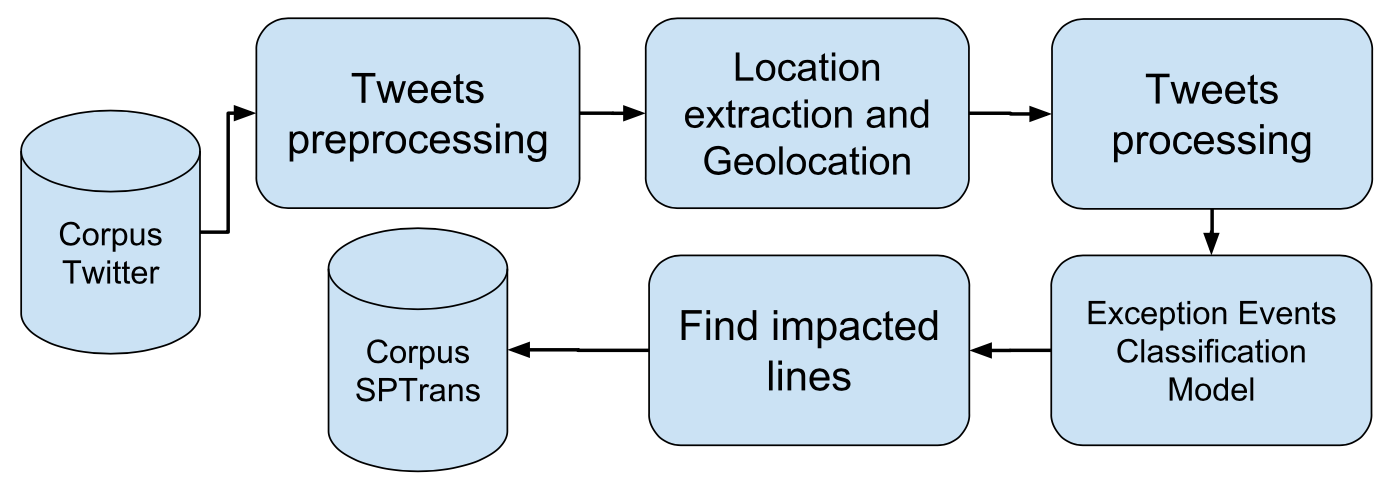 Tweets
preprocessing
Location
extraction and
Geolocation
Tweets
processing
Corpus
Twitter
Corpus
SPTrans
Find impacted
lines
Exception Events
Classification
Model